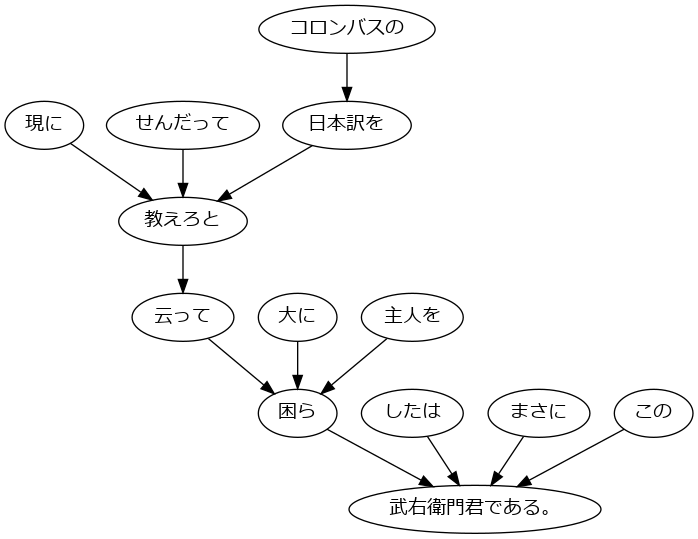 コロンバスの
現に
せんだって
日本訳を
教えろと
云って
大に
主人を
困ら
したは
まさに
この
武右衛門君である。